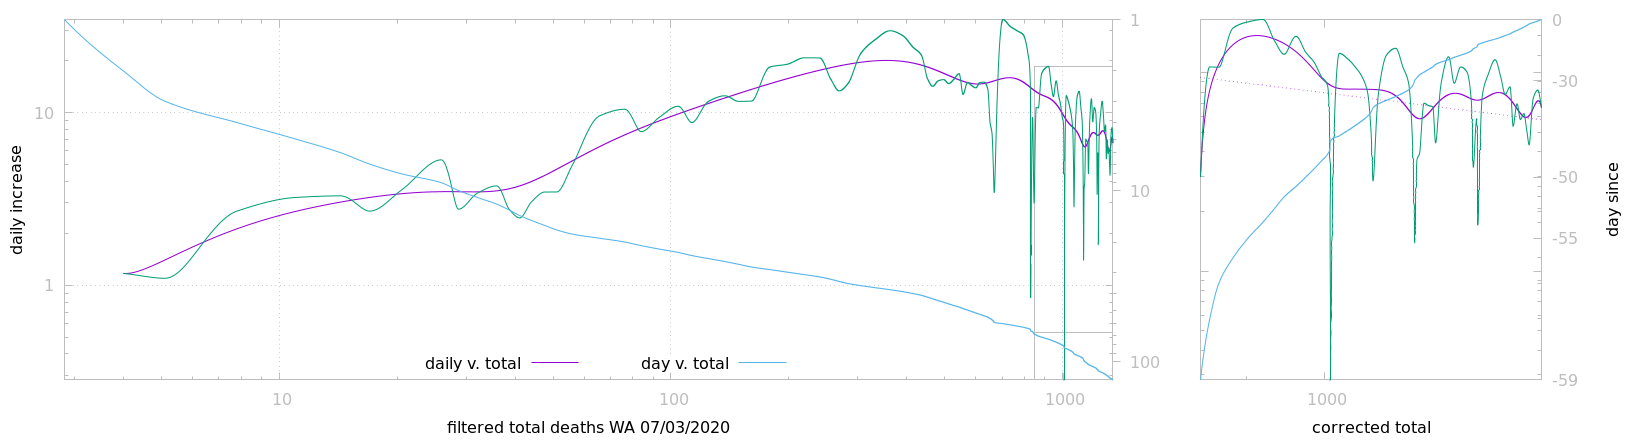 daily increase
10
1
daily v. total
day v. total
10
100
1000
filtered total deaths WA 07/03/2020
1
10
100
1000
corrected total
0
-30
-50
-55
-59
day since